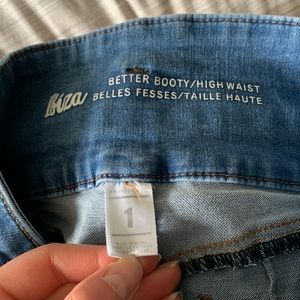 Ibiza
BETTER BOOTY/HIGH WAIST
BELLES FESSES/TAILLE HAUTE
1